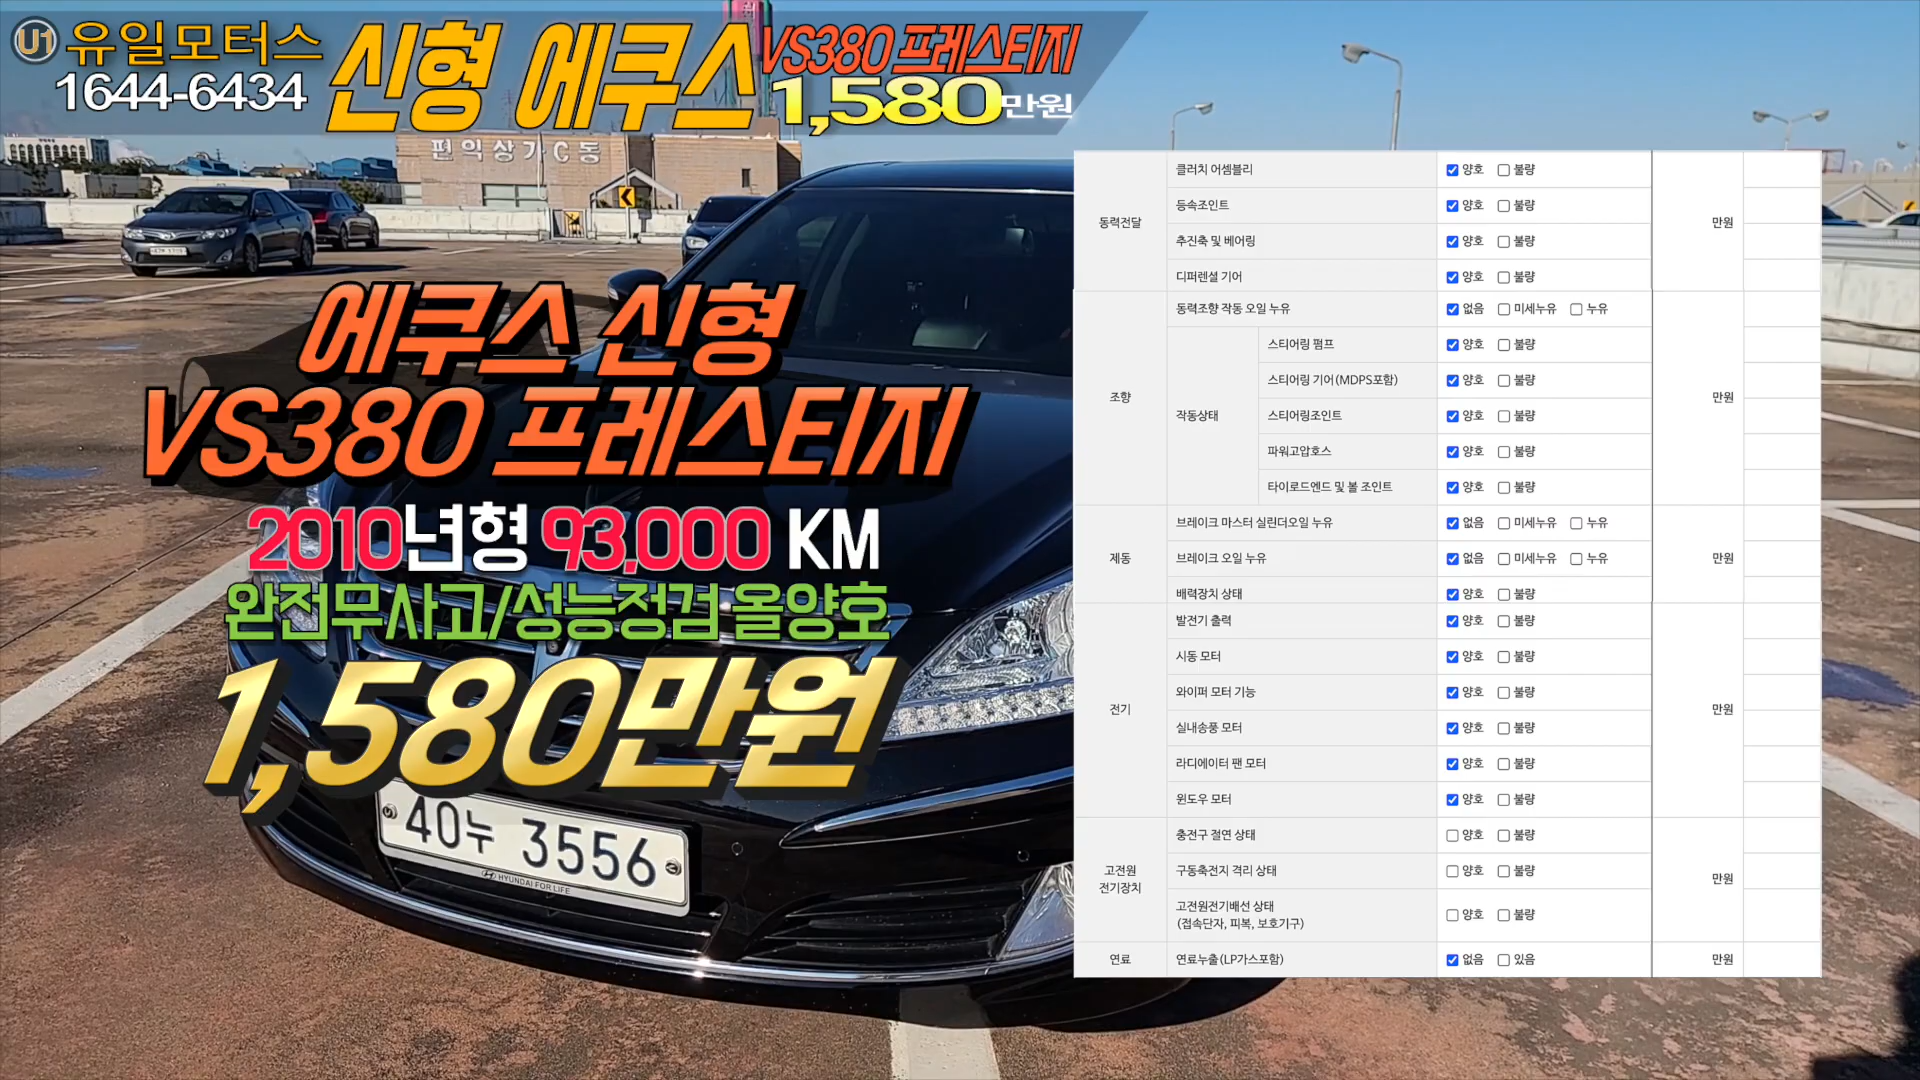 U1 유일모터스
1644-6434
신형 에쿠스
VS380 프레스티지
1,580만원
편익상가C동
에쿠스 신형
VS380 프레스티지
2010년형 93,000 KM
완전무사고/성능정검 올양호
1,580만원
40누 3556
HYUNDAI FOR LIFE
동력전달
클러치 어셈블리 양호 불량
등속조인트 양호 불량
추진축 및 베어링 양호 불량
디퍼렌셜 기어 양호 불량
만원
조향
동력조향 작동 오일 누유 없음 미세누유 누유
작동상태
스티어링 펌프 양호 불량
스티어링 기어(MDPS포함) 양호 불량
스티어링조인트 양호 불량
파워고압호스 양호 불량
타이로드엔드 및 볼 조인트 양호 불량
만원
제동
브레이크 마스터 실린더오일 누유 없음 미세누유 누유
브레이크 오일 누유 없음 미세누유 누유
배력장치 상태 양호 불량
만원
전기
발전기 출력 양호 불량
시동 모터 양호 불량
와이퍼 모터 기능 양호 불량
실내송풍 모터 양호 불량
라디에이터 팬 모터 양호 불량
윈도우 모터 양호 불량
만원
고전원
전기장치
충전구 절연 상태 양호 불량
구동축전지 격리 상태 양호 불량
고전원전기배선 상태
(접속단자, 피복, 보호기구) 양호 불량
만원
연료
연료누출(LP가스포함) 없음 있음
만원